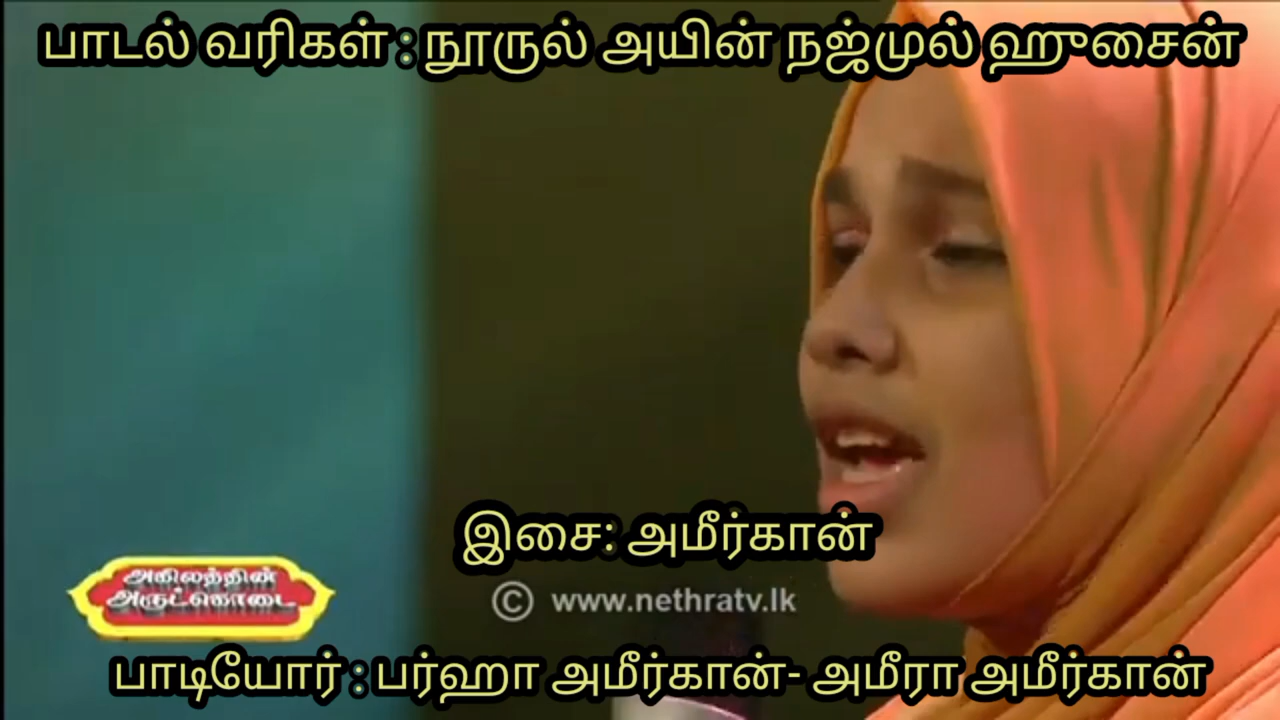 பாடல் வரிகள் : நூருல் அயின் நஜ்முல் ஹுசைன்
இசை: அமீர்கான்
© www.nethratv.lk
அகிலத்தின்
அருட்கொடை
பாடியோர் : பர்ஹா அமீர்கான்- அமீரா அமீர்கான்